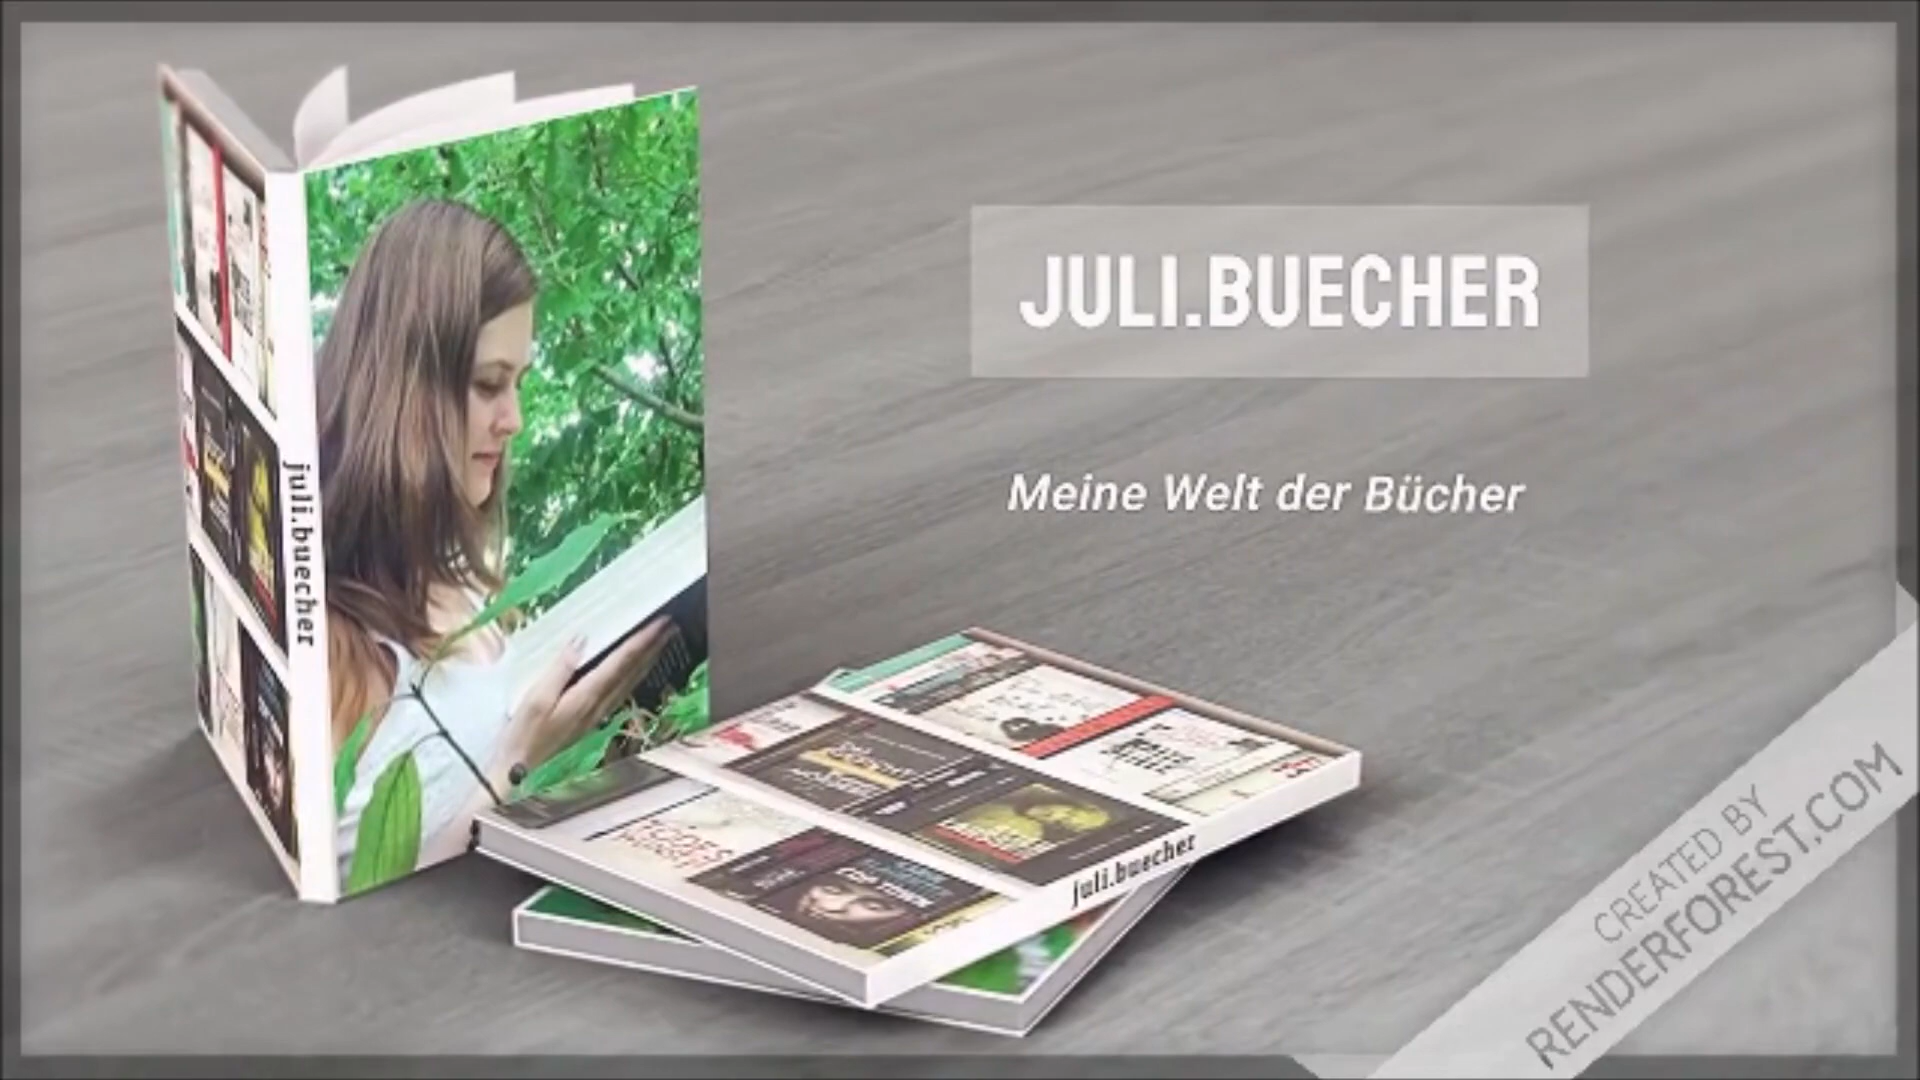 JULI.BUECHER
Meine Welt der Bücher
juli.buecher
juli.buecher
CREATED BY
RENDERFOREST.COM